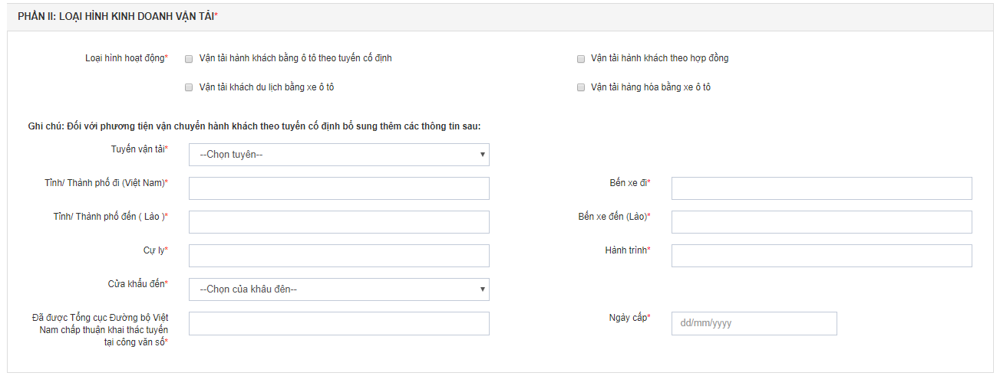 PHẦN II: LOẠI HÌNH KINH DOANH VẬN TẢI*
Loại hình hoạt động*
Vận tải hành khách bằng ô tô theo tuyến cố định
Vận tải hành khách theo hợp đồng
Vận tải khách du lịch bằng xe ô tô
Vận tải hàng hóa bằng xe ô tô
Ghi chú: Đối với phương tiện vận chuyển hành khách theo tuyến cố định bổ sung thêm các thông tin sau:
Tuyến vận tải*
--Chọn tuyên--
Tỉnh/ Thành phố đi (Việt Nam)*
Bến xe đi*
Tỉnh/ Thành phố đến ( Lào )*
Bến xe đến (Lào)*
Cự ly*
Hành trình*
Cửa khẩu đến*
--Chọn của khâu đên--
Đã được Tổng cục Đường bộ Việt
Nam chấp thuận khai thác tuyến
tại công văn số*
Ngày cấp*
dd/mm/yyyy